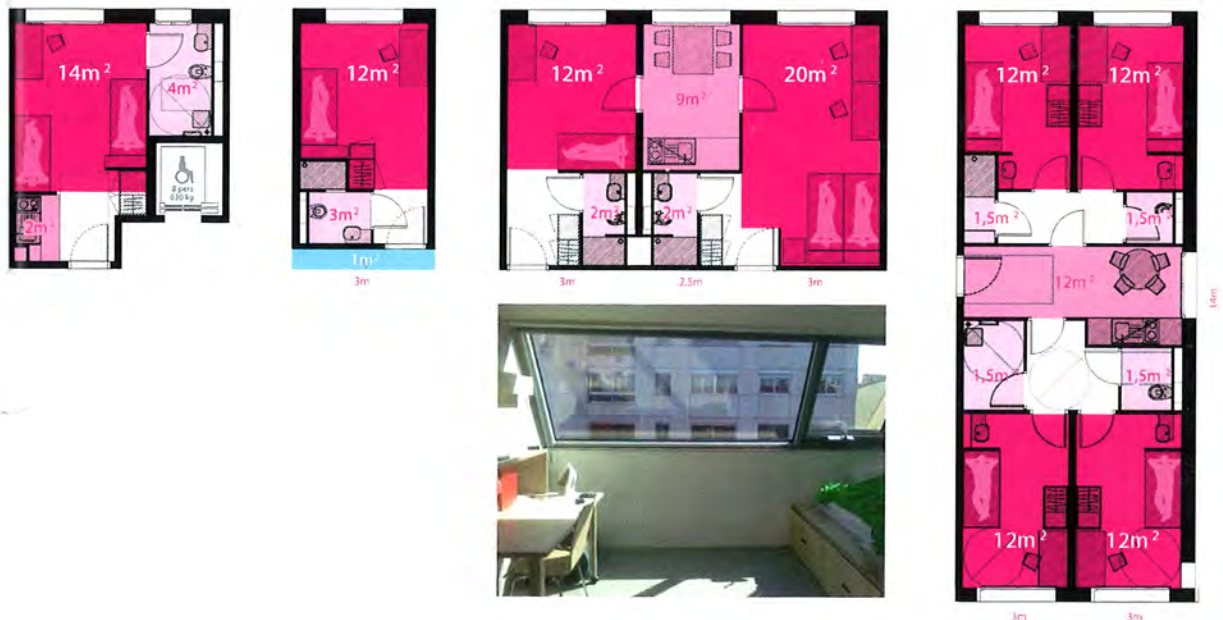 14m²
4m²
8 pers
630 kg
2m²
12m²
3m²
1m²
3m
12m²
9m²
20m²
2m²
2m²
3m
2,5m
3m
12m²
12m²
1,5m²
1,5m²
12m²
14m
1,5m²
1,5m²
12m²
12m²
3m
3m